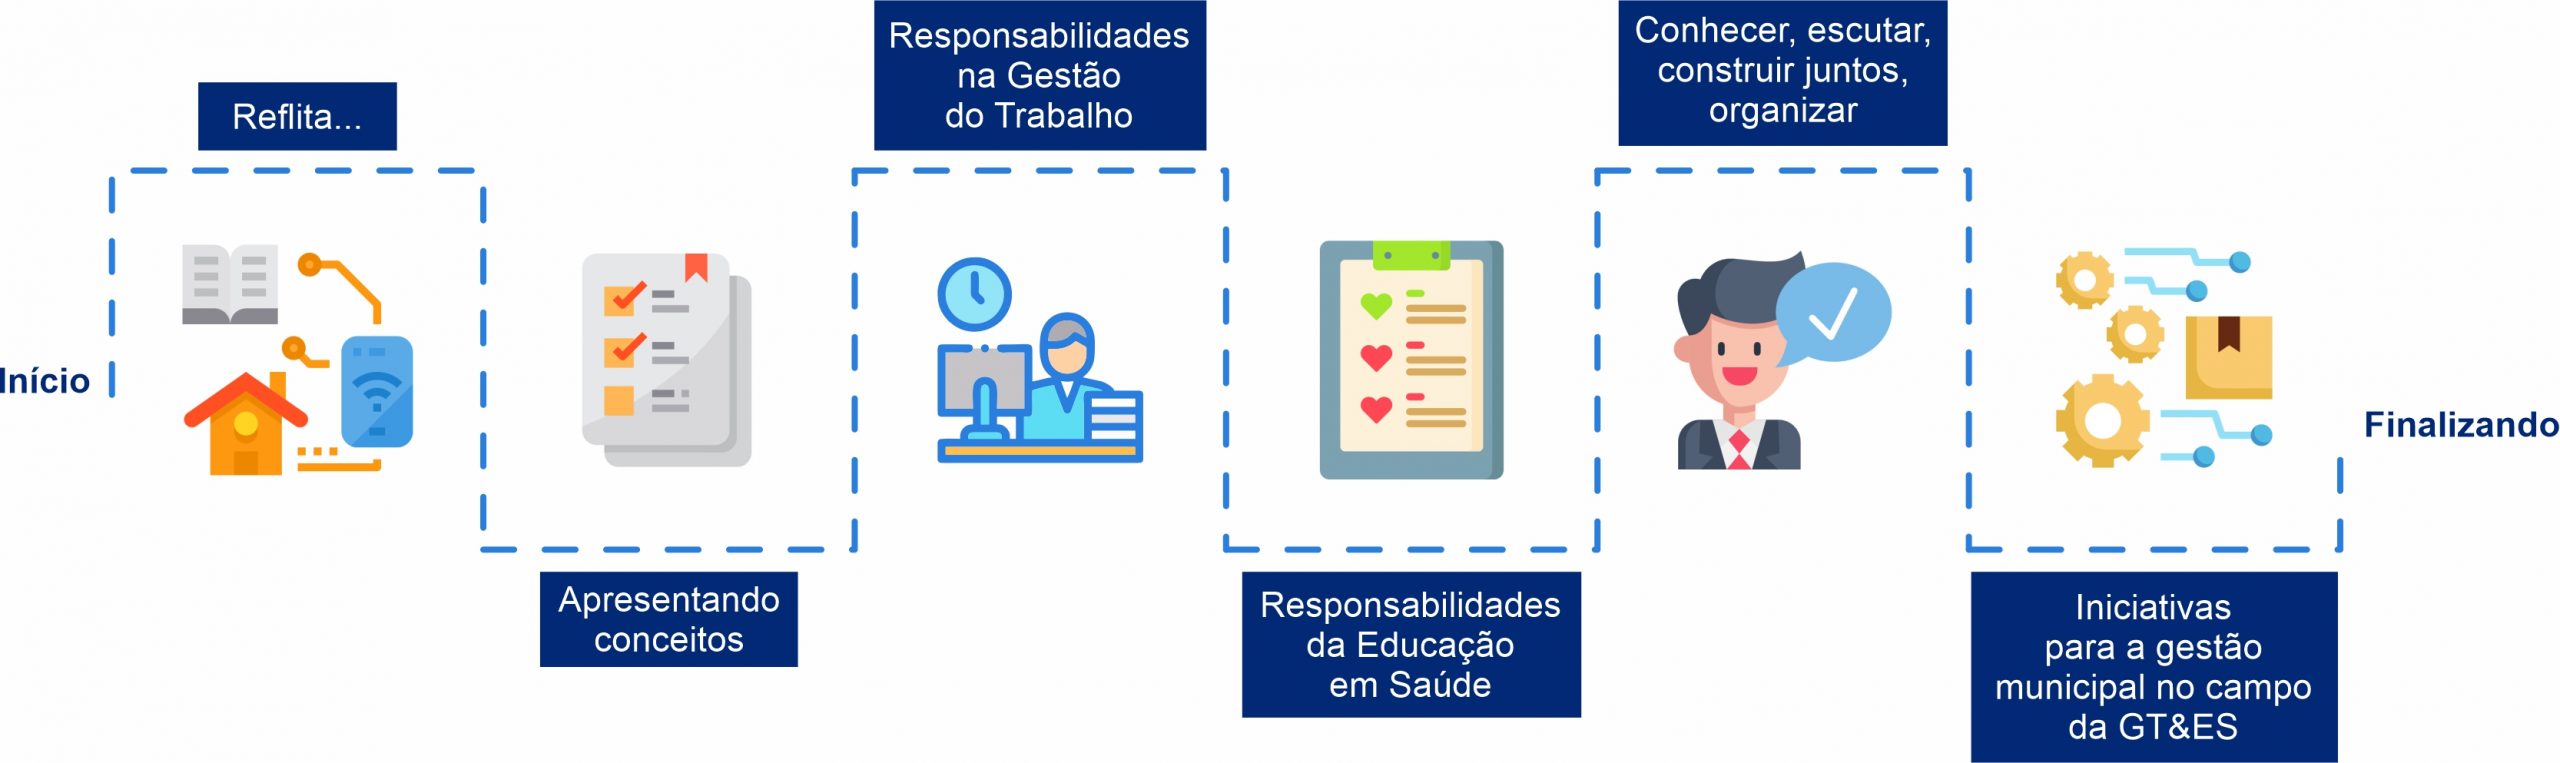 Início
Reflita...
Apresentando
conceitos
Responsabilidades
na Gestão
do Trabalho
Responsabilidades
da Educação
em Saúde
Conhecer, escutar,
construir juntos,
organizar
Iniciativas
para a gestão
municipal no campo
da GT&ES
Finalizando